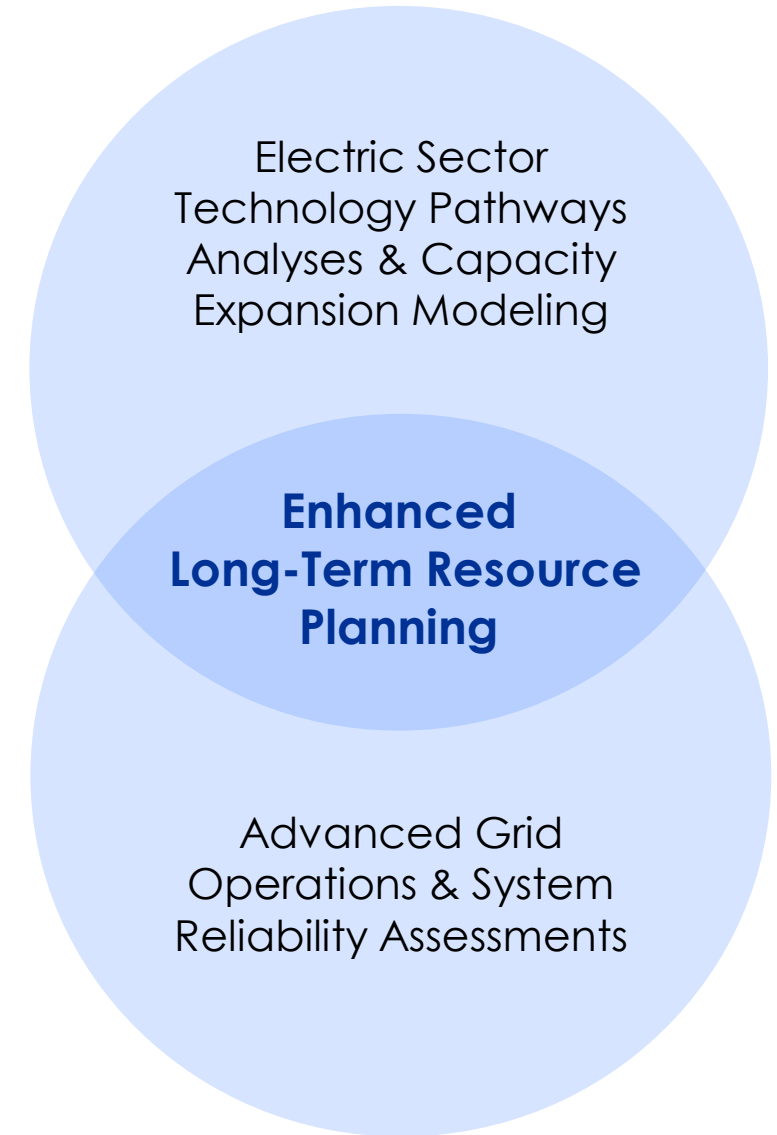 Electric Sector
Technology Pathways
Analyses & Capacity
Expansion Modeling
Enhanced
Long-Term Resource
Planning
Advanced Grid
Operations & System
Reliability Assessments